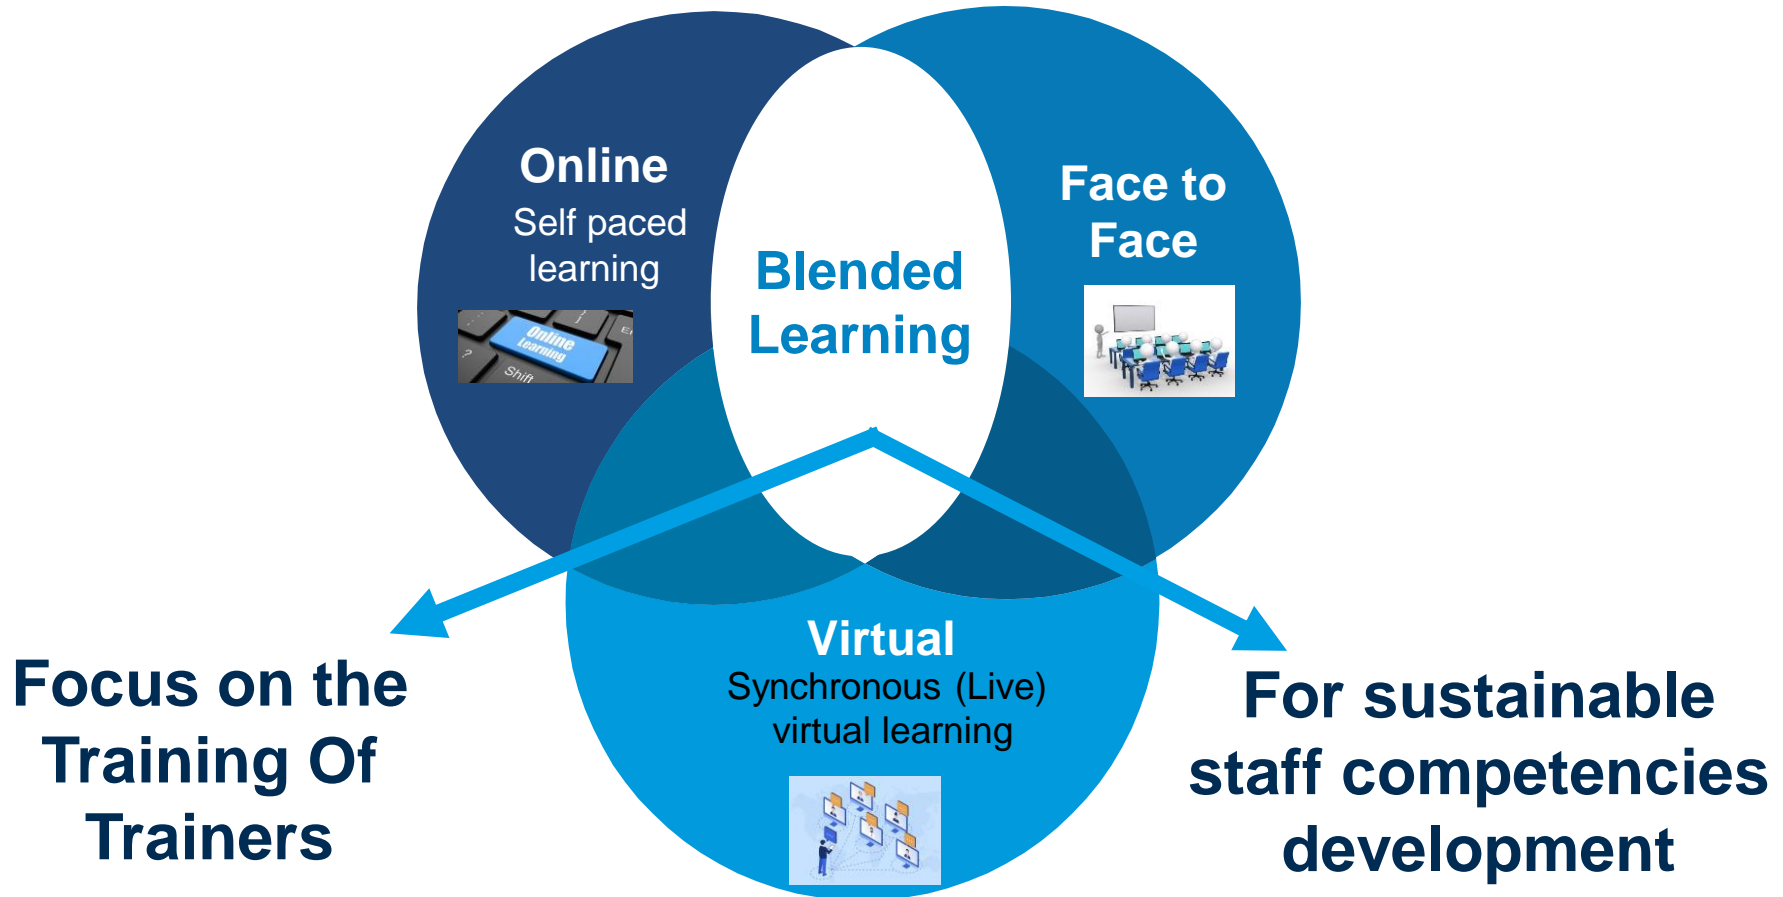 Online
Self paced
learning
Online
Learning
Shift
?
Face to
Face
Blended
Learning
Virtual
Synchronous (Live)
virtual learning
Focus on the
Training Of
Trainers
For sustainable
staff competencies
development